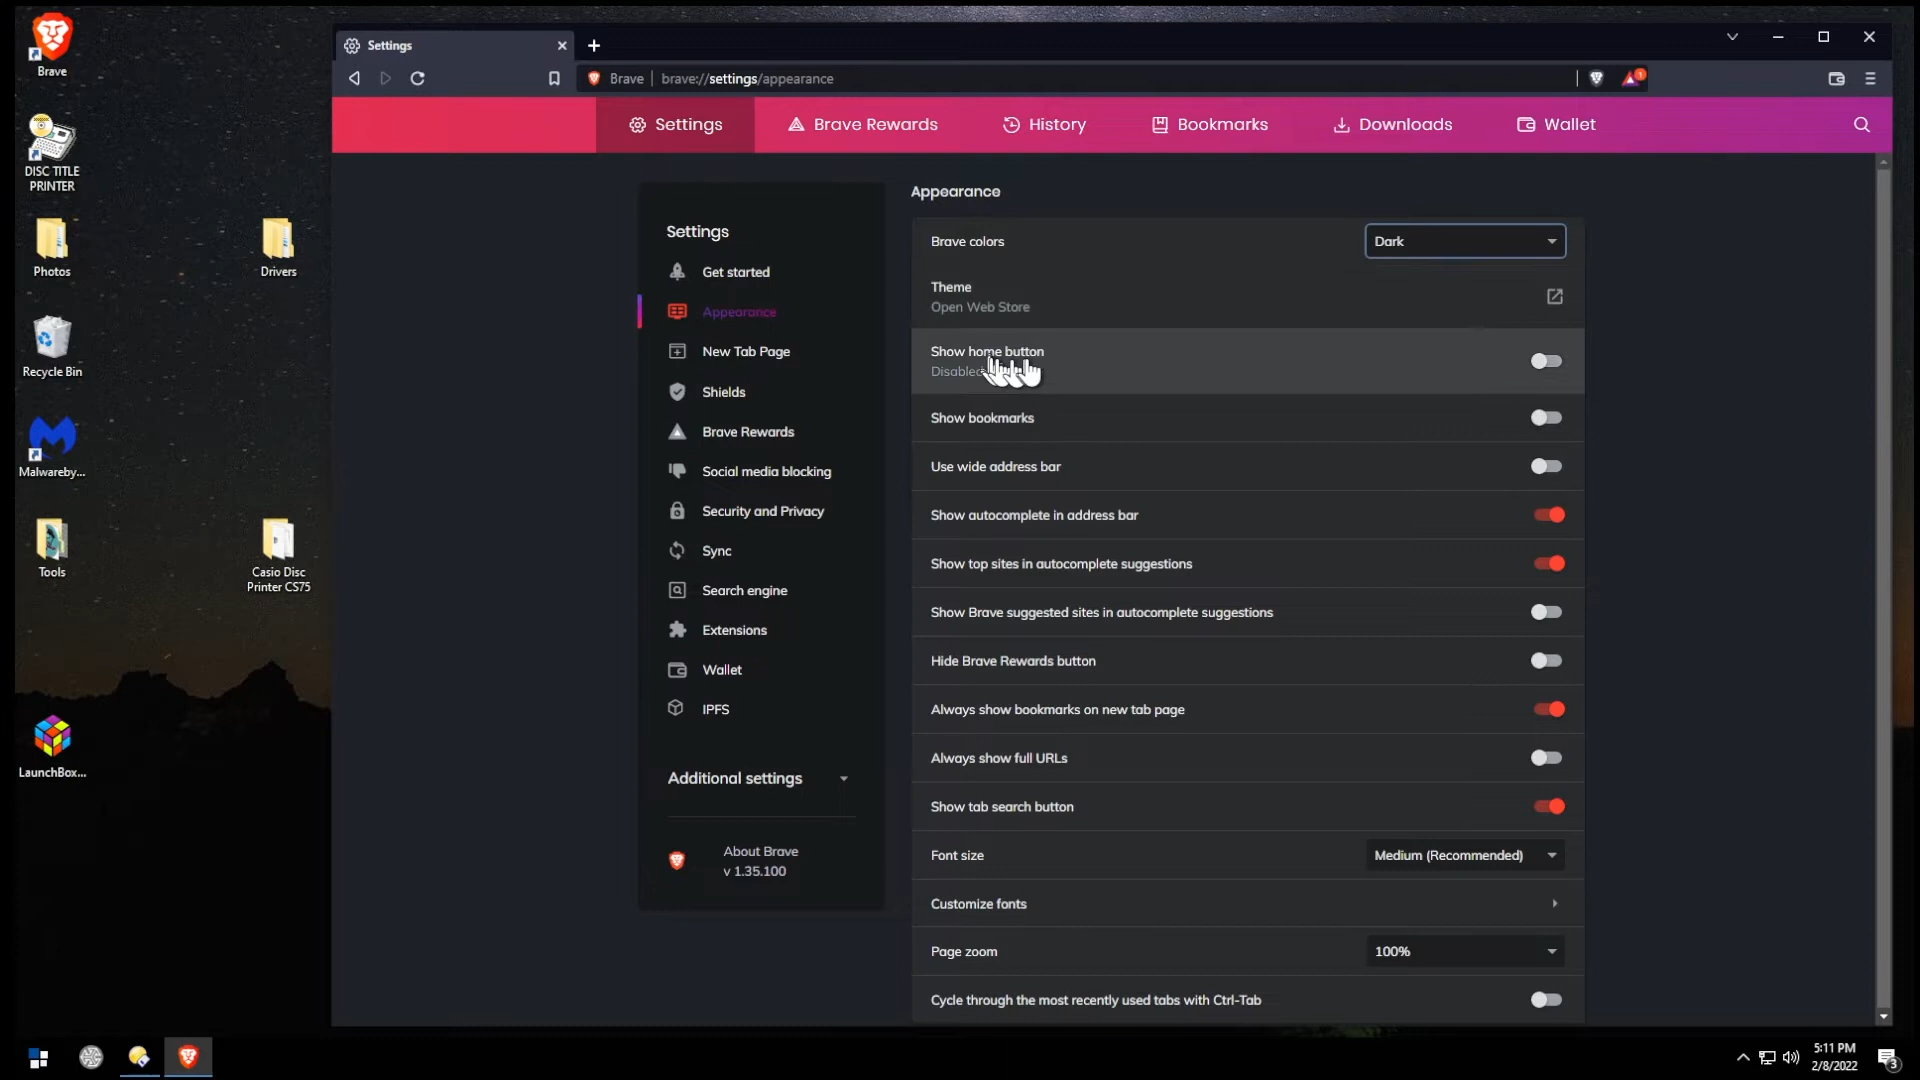 Brave
DISC TITLE
PRINTER
Photos
Drivers
Recycle Bin
Malwareby...
Tools
Casio Disc
Printer CS75
LaunchBox...
Settings
Brave
brave://settings/appearance
1
Settings
Brave Rewards
History
Bookmarks
Downloads
Wallet
Settings
Get started
Appearance
New Tab Page
Shields
Brave Rewards
Social media blocking
Security and Privacy
Sync
Search engine
Extensions
Wallet
IPFS
Additional settings
About Brave
v 1.35.100
Appearance
Brave colors
Dark
Theme
Open Web Store
Show home button
Show bookmarks
Use wide address bar
Show autocomplete in address bar
Show top sites in autocomplete suggestions
Show Brave suggested sites in autocomplete suggestions
Hide Brave Rewards button
Always show bookmarks on new tab page
Always show full URLs
Show tab search button
Font size
Medium (Recommended)
Customize fonts
Page zoom
100%
Cycle through the most recently used tabs with Ctrl-Tab
5:11 PM
2/8/2022
3